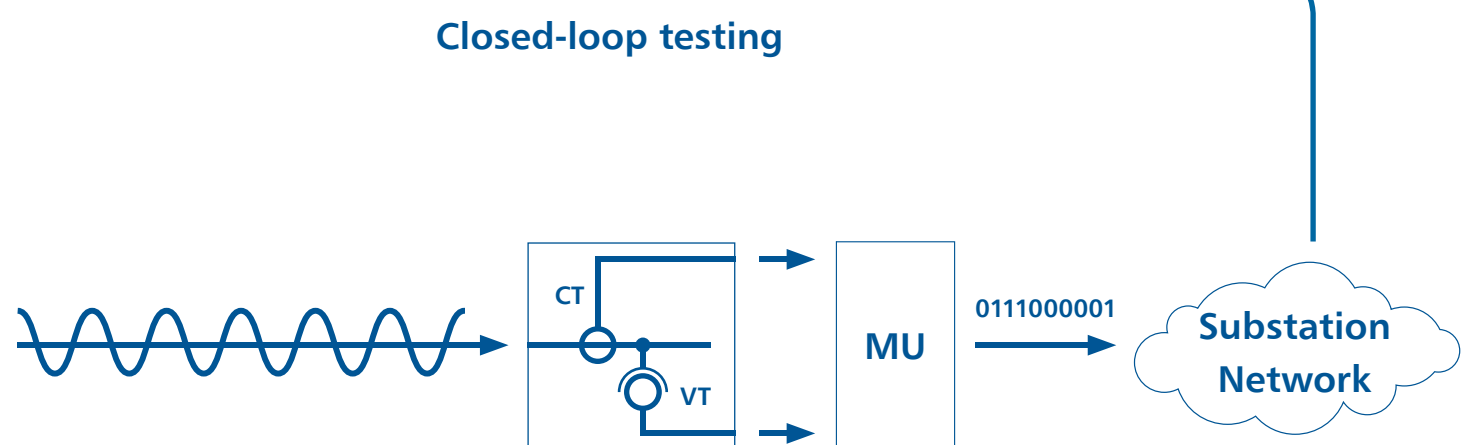 Closed-loop testing
CT
VT
MU
0111000001
Substation
Network